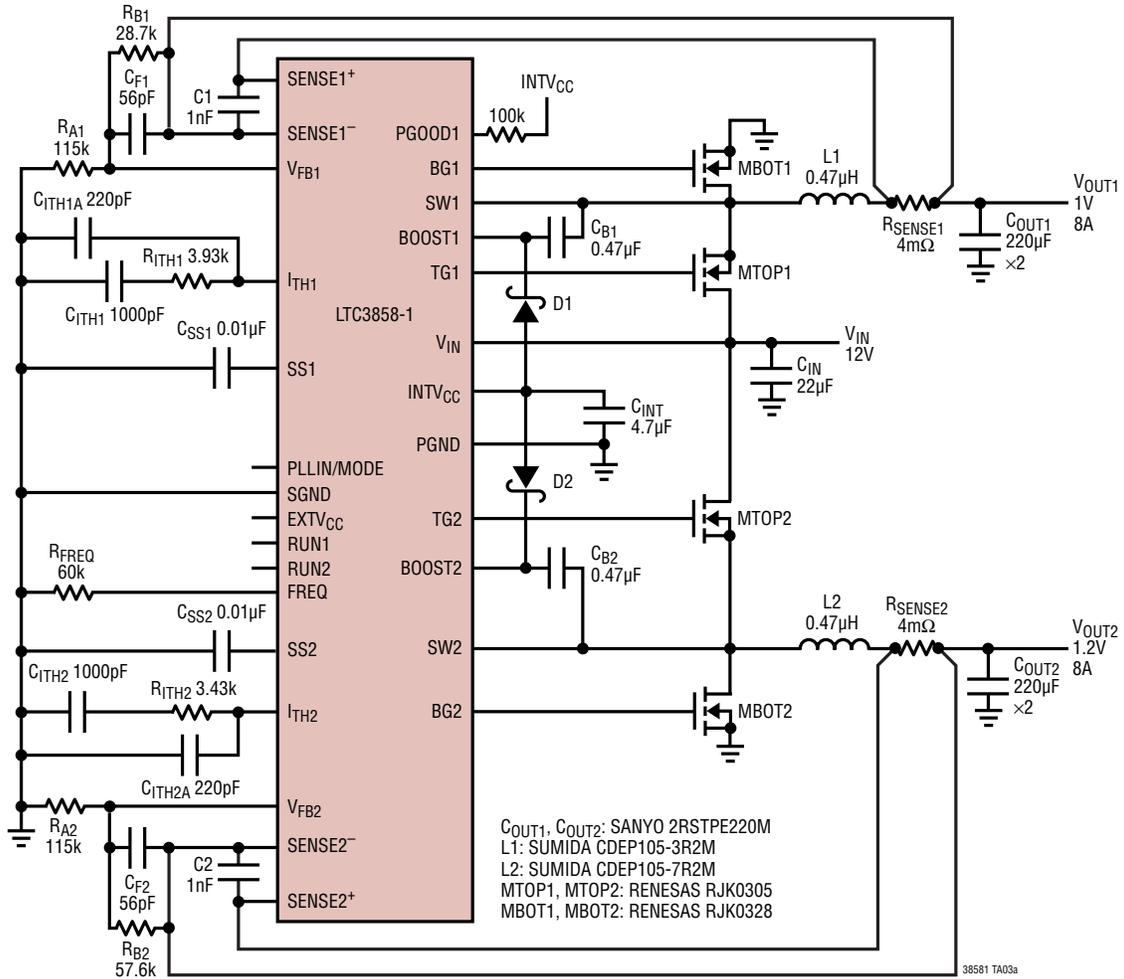 RB1
28.7k
CF1
56pF
C1
1nF
RA1
115k
CITH1A 220pF
RITH1 3.93k
CITH1 1000pF
CSS1 0.01µF
RFREQ
60k
CSS2 0.01µF
CITH2 1000pF
RITH2 3.43k
CITH2A 220pF
RA2
115k
CF2
56pF
C2
1nF
RB2
57.6k
SENSE1+
SENSE1–
VFB1
ITH1
SS1
PLLIN/MODE
SGND
EXTVCC
RUN1
RUN2
FREQ
SS2
ITH2
VFB2
SENSE2–
SENSE2+
LTC3858-1
PGOOD1
BG1
SW1
BOOST1
TG1
VIN
INTVCC
PGND
TG2
BOOST2
SW2
BG2
INTVCC
100k
MBOT1
CB1
0.47µF
MTOP1
D1
CINT
4.7µF
D2
MTOP2
CB2
0.47µF
MBOT2
L1
0.47µH
RSENSE1
4mΩ
COUT1
220µF
×2
VOUT1
1V
8A
VIN
12V
CIN
22µF
L2
0.47µH
RSENSE2
4mΩ
COUT2
220µF
×2
VOUT2
1.2V
8A
COUT1, COUT2: SANYO 2RSTPE220M
L1: SUMIDA CDEP105-3R2M
L2: SUMIDA CDEP105-7R2M
MTOP1, MTOP2: RENESAS RJK0305
MBOT1, MBOT2: RENESAS RJK0328
38581 TA03a